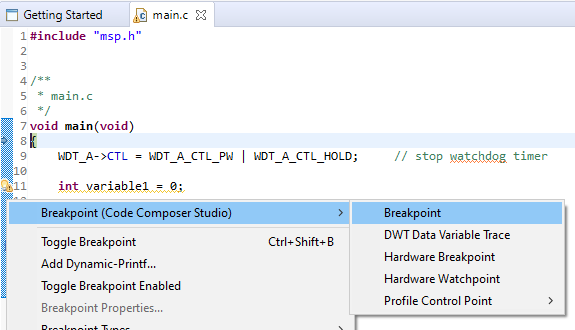 Getting Started
main.c
1 #include "msp.h"
2
3
4 /**
5 * main.c
6 */
7 void main(void)
8 {
9 WDT_A->CTL = WDT_A_CTL_PW | WDT_A_CTL_HOLD; // stop watchdog timer
10
11 int variable1 = 0;
12
Breakpoint (Code Composer Studio)
Toggle Breakpoint Ctrl+Shift+B
Add Dynamic-Printf...
Toggle Breakpoint Enabled
Breakpoint Properties...
Breakpoint Types
Breakpoint
DWT Data Variable Trace
Hardware Breakpoint
Hardware Watchpoint
Profile Control Point